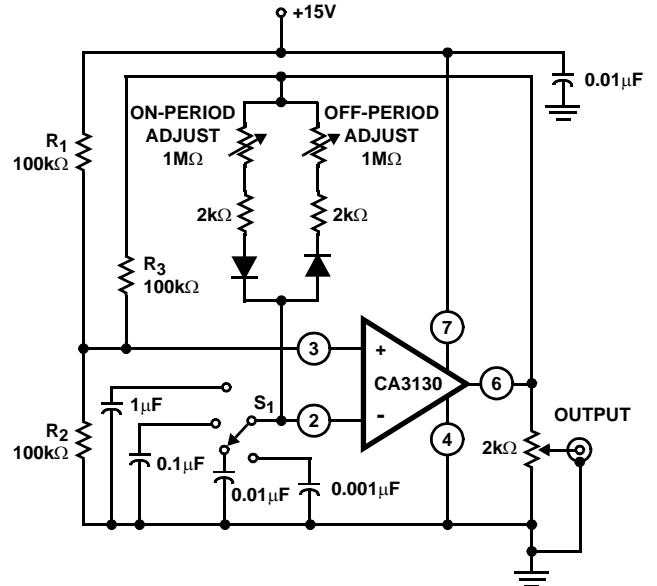 +15V
0.01µF
ON-PERIOD
ADJUST
1MΩ
OFF-PERIOD
ADJUST
1MΩ
R1
100kΩ
2kΩ
2kΩ
R3
100kΩ
7
3
+
CA3130
6
S1
2
-
4
OUTPUT
1µF
R2
100kΩ
0.1µF
0.01µF
0.001µF
2kΩ